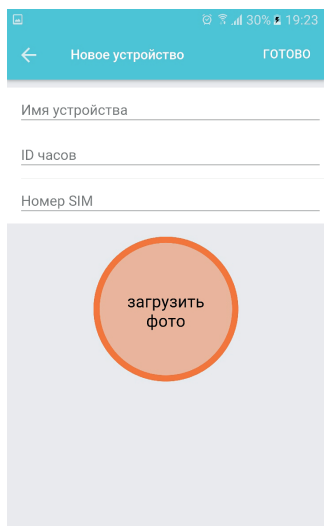 30% 19:23
Новое устройство ГОТОВО
Имя устройства
ID часов
Номер SIM
загрузить
фото